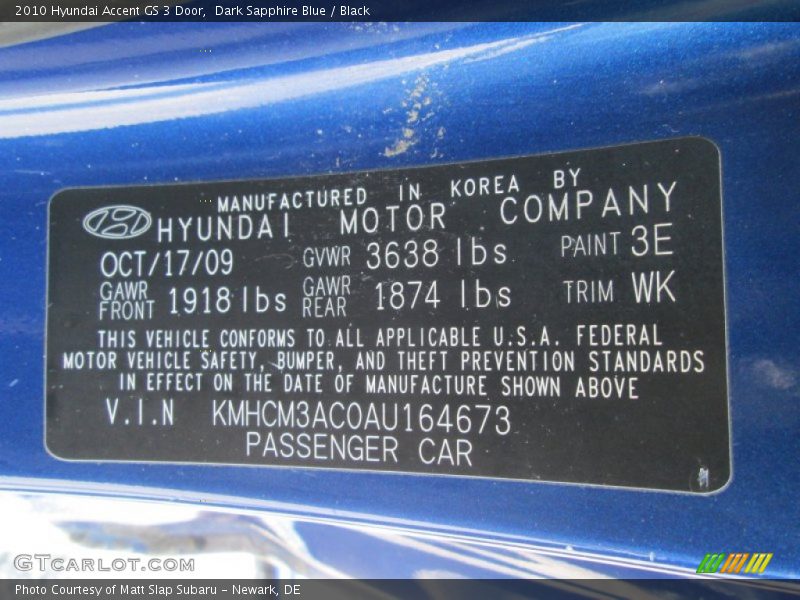 2010 Hyundai Accent GS 3 Door,  Dark Sapphire Blue / Black
MANUFACTURED IN KOREA BY
HYUNDAI MOTOR COMPANY
OCT/17/09 GVWR 3638 lbs PAINT 3E
GAWR FRONT 1918 lbs GAWR REAR 1874 lbs TRIM WK
THIS VEHICLE CONFORMS TO ALL APPLICABLE U.S.A. FEDERAL
MOTOR VEHICLE SAFETY, BUMPER, AND THEFT PREVENTION STANDARDS
IN EFFECT ON THE DATE OF MANUFACTURE SHOWN ABOVE
V.I.N KMHCM3AC0AU164673
PASSENGER CAR
GTCARLOT.COM
Photo Courtesy of Matt Slap Subaru – Newark, DE